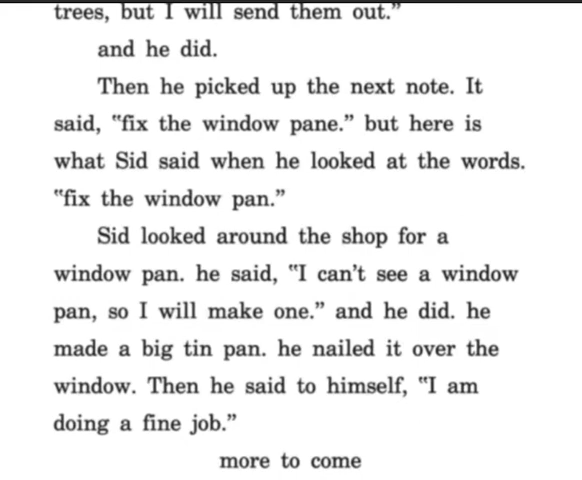 trees, but I will send them out.”
and he did.
Then he picked up the next note. It
said, “fix the window pane.” but here is
what Sid said when he looked at the words.
“fix the window pan.”
Sid looked around the shop for a
window pan. he said, “I can’t see a window
pan, so I will make one.” and he did. he
made a big tin pan. he nailed it over the
window. Then he said to himself, “I am
doing a fine job.”
more to come